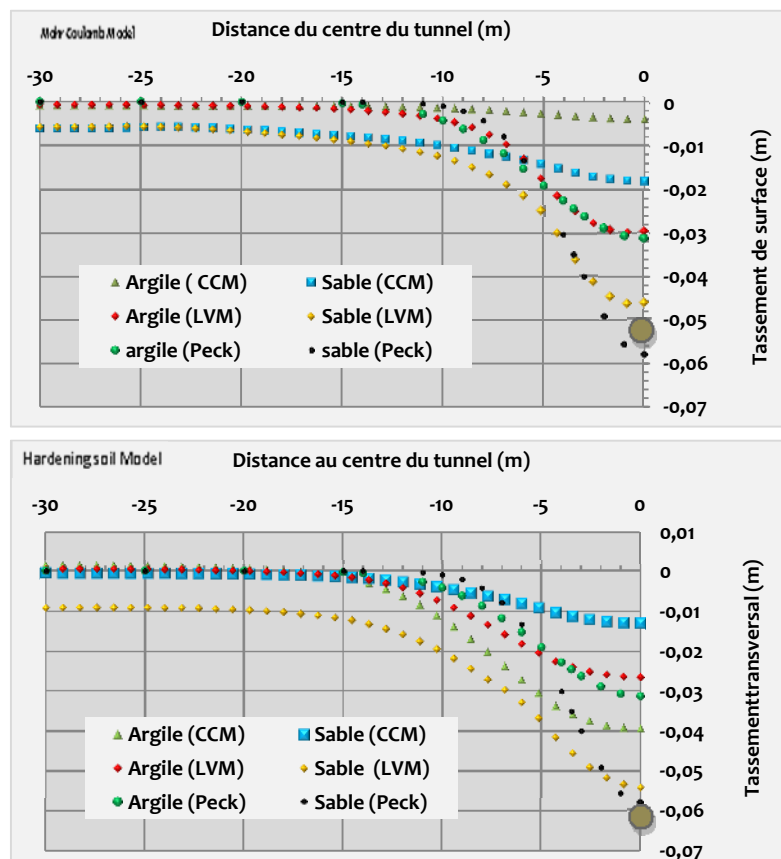 Mohr Coulamb Model
Distance du centre du tunnel (m)
-30 -25 -20 -15 -10 -5 0
0
-0,01
-0,02
-0,03
-0,04
-0,05
-0,06
-0,07
Tassement de surface (m)
Argile ( CCM) Sable (CCM)
Argile (LVM) Sable (LVM)
argile (Peck) sable (Peck)
Hardeningsoil Model
Distance au centre du tunnel (m)
-30 -25 -20 -15 -10 -5 0
0,01
0
-0,01
-0,02
-0,03
-0,04
-0,05
-0,06
-0,07
Tassementtransversal (m)
Argile (CCM) Sable (CCM)
Argile (LVM) Sable (LVM)
Argile (Peck) Sable (Peck)